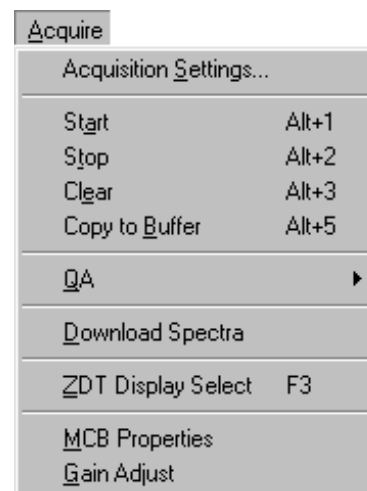 Acquire
Acquisition Settings...
Start Alt+1
Stop Alt+2
Clear Alt+3
Copy to Buffer Alt+5
QA
Download Spectra
ZDT Display Select F3
MCB Properties
Gain Adjust